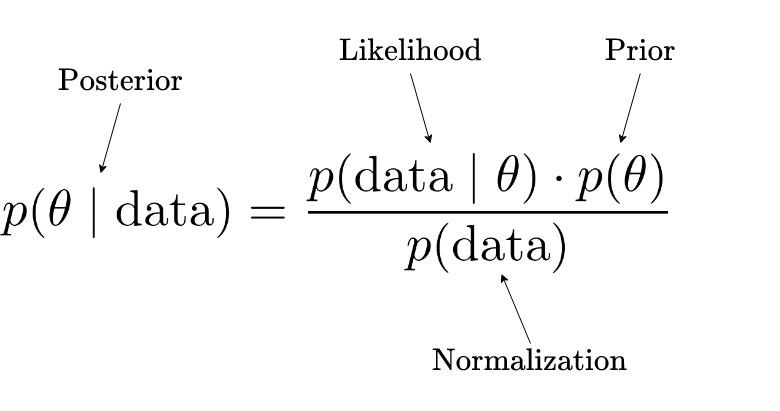 Likelihood Prior
Posterior
p(θ | data) = p(data | θ) · p(θ)
p(data)
Normalization